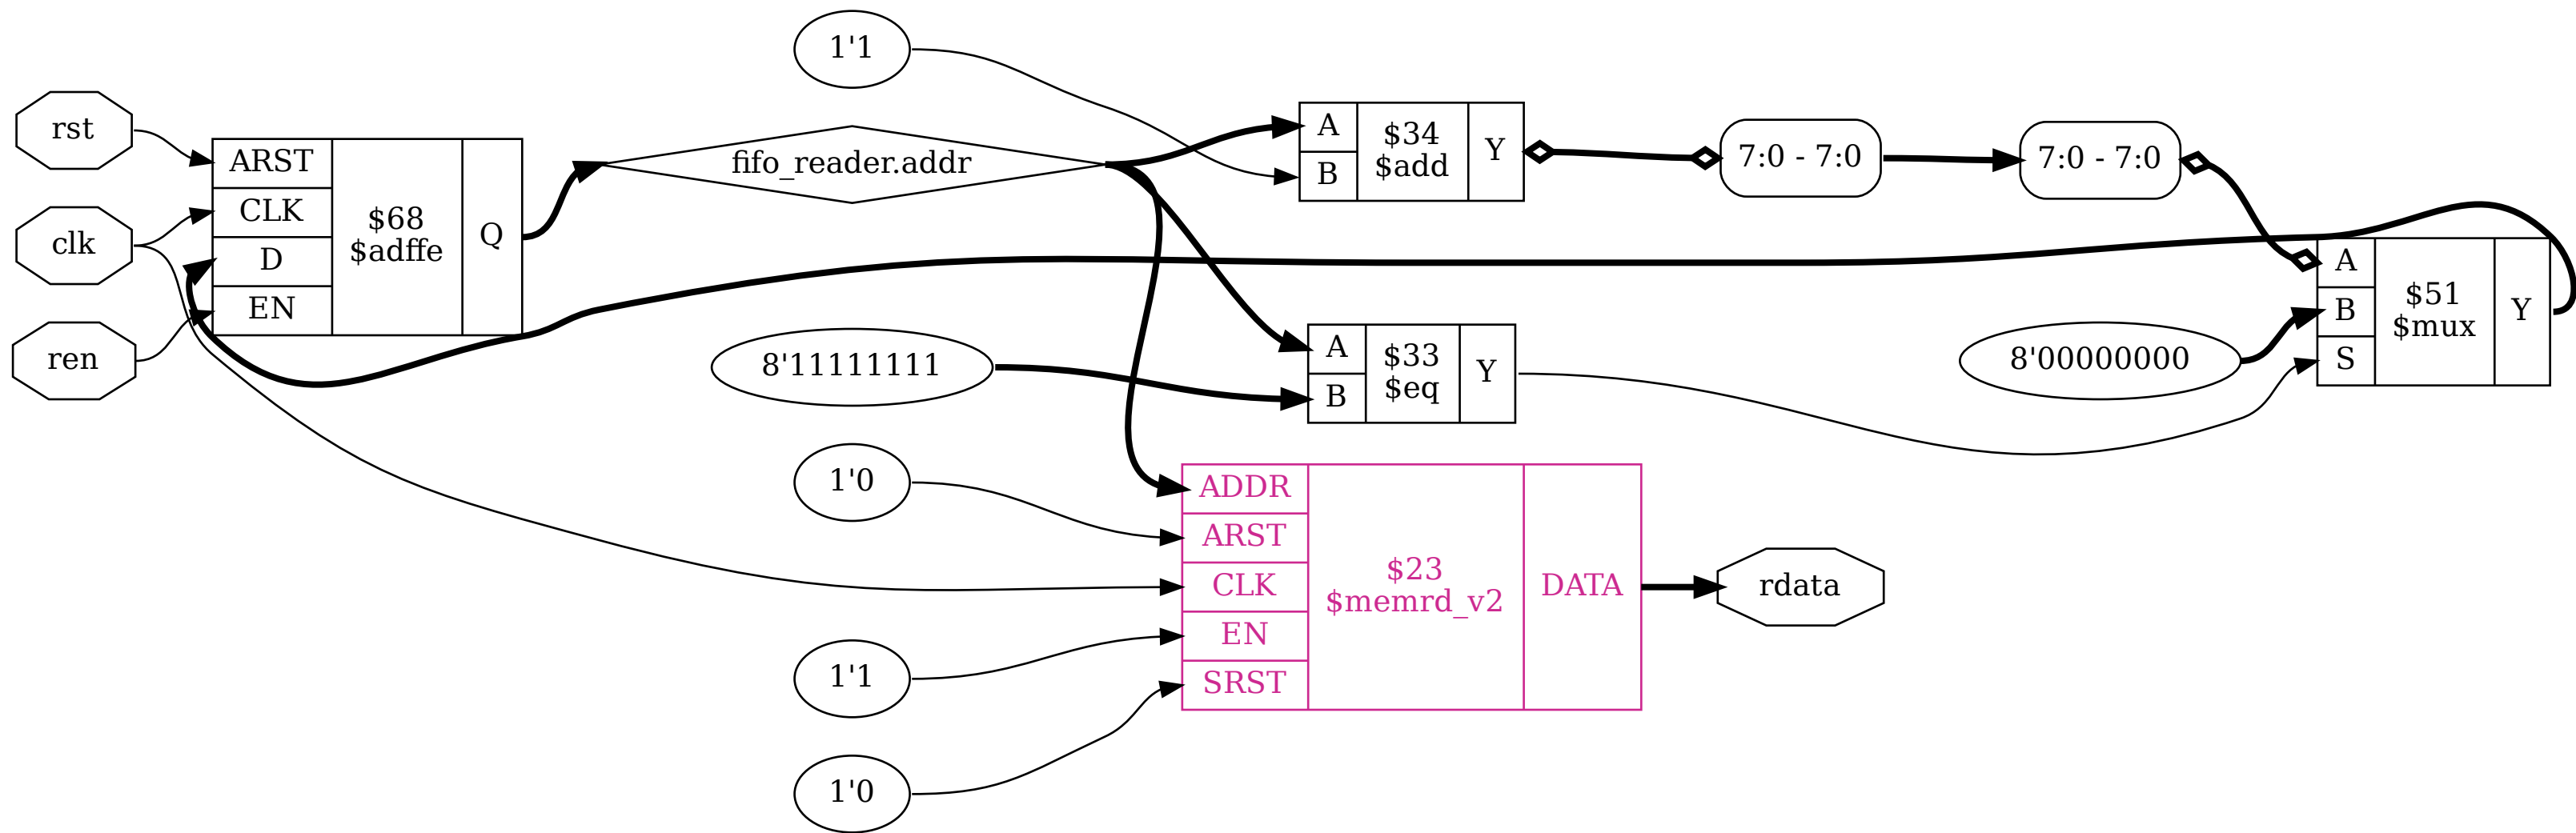 rst
clk
ren
ARST
CLK
D
EN
$68
$adffe
Q
1'1
fifo_reader.addr
8'11111111
1'0
1'1
1'0
A
B
$34
$add
Y
A
B
$33
$eq
Y
ADDR
ARST
CLK
EN
SRST
$23
$memrd_v2
DATA
7:0 - 7:0
rdata
7:0 - 7:0
8'00000000
A
B
S
$51
$mux
Y